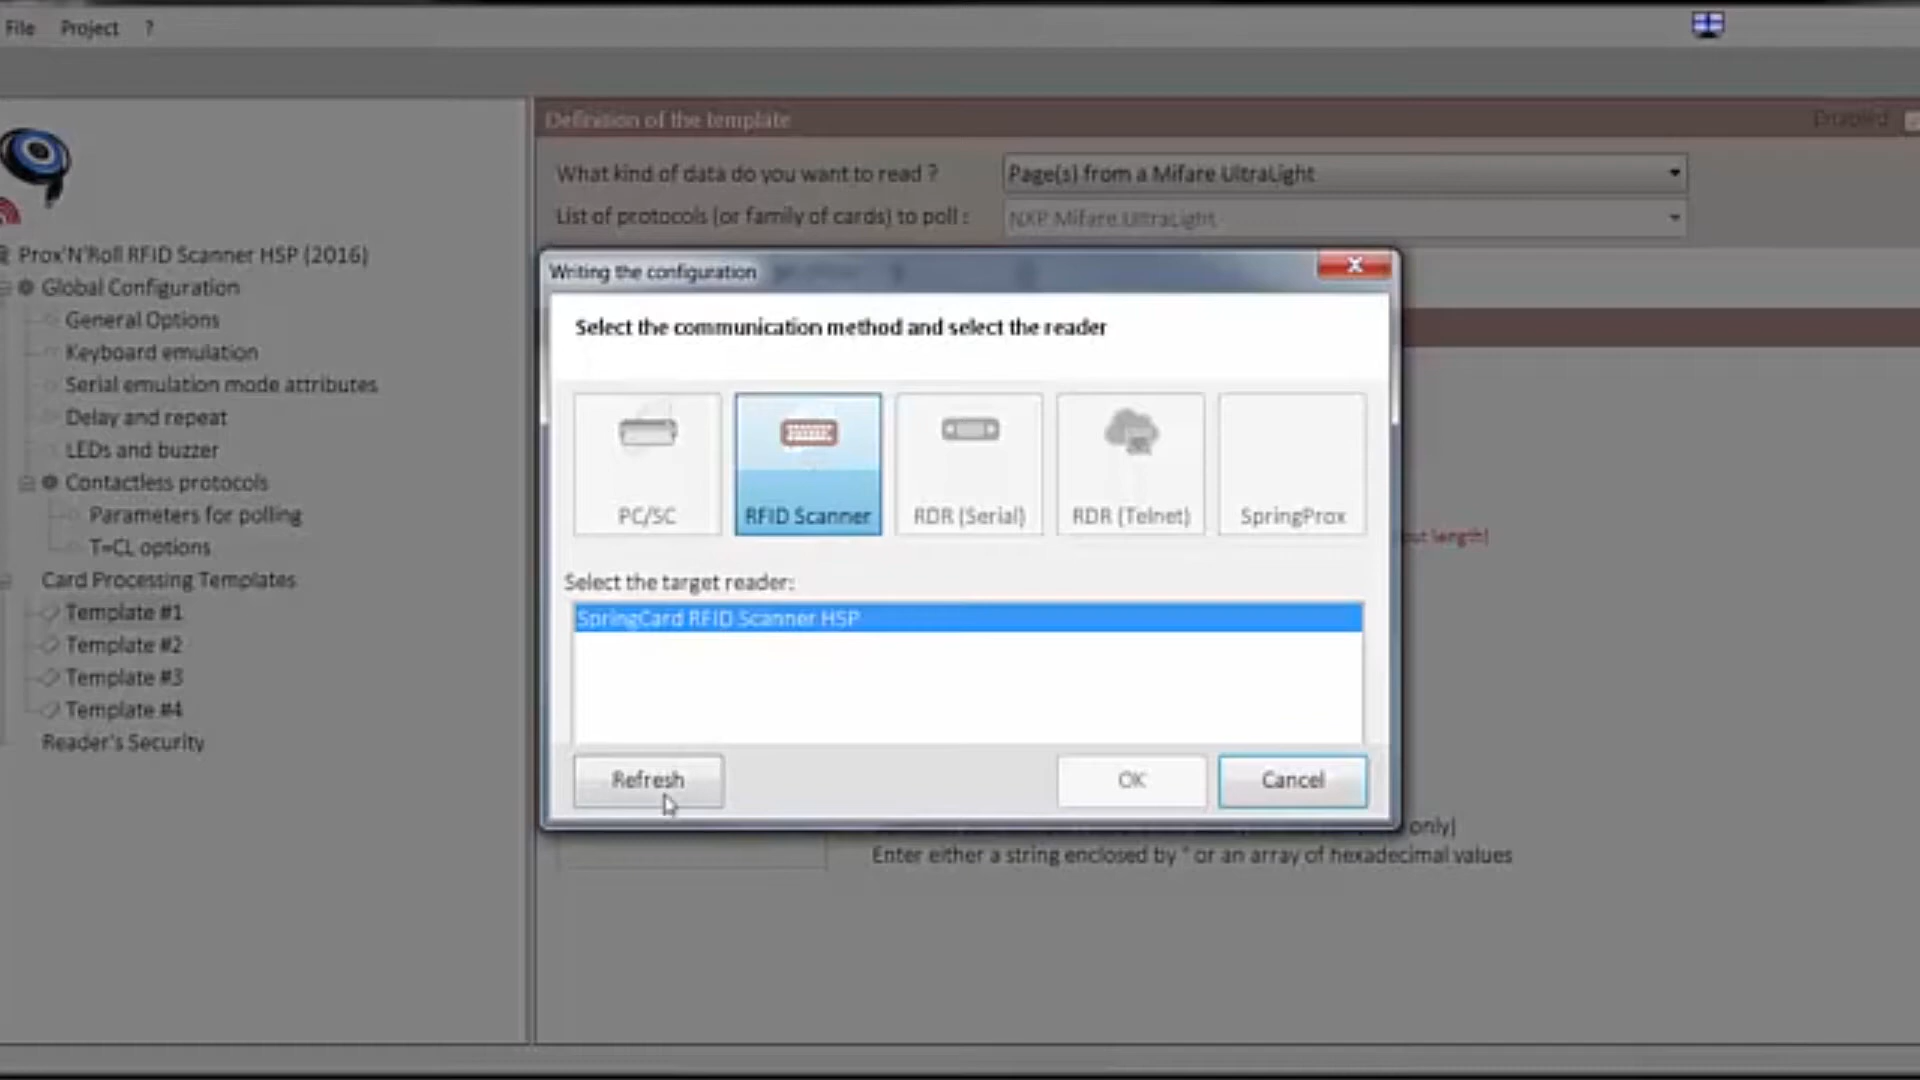 File Project ?
Definition of the template
Enabled
What kind of data do you want to read ?
Page(s) from a Mifare UltraLight
List of protocols (or family of cards) to poll :
NXP Mifare UltraLight
Prox'N'Roll RFID Scanner HSP (2016)
Global Configuration
General Options
Keyboard emulation
Serial emulation mode attributes
Delay and repeat
LEDs and buzzer
Contactless protocols
Parameters for polling
T=CL options
Card Processing Templates
Template #1
Template #2
Template #3
Template #4
Reader's Security
Writing the configuration
Select the communication method and select the reader
PC/SC
RFID Scanner
RDR (Serial)
RDR (Telnet)
SpringProx
length)
Select the target reader:
SpringCard RFID Scanner HSP
Refresh
OK
Cancel
only)
Enter either a string enclosed by " or an array of hexadecimal values